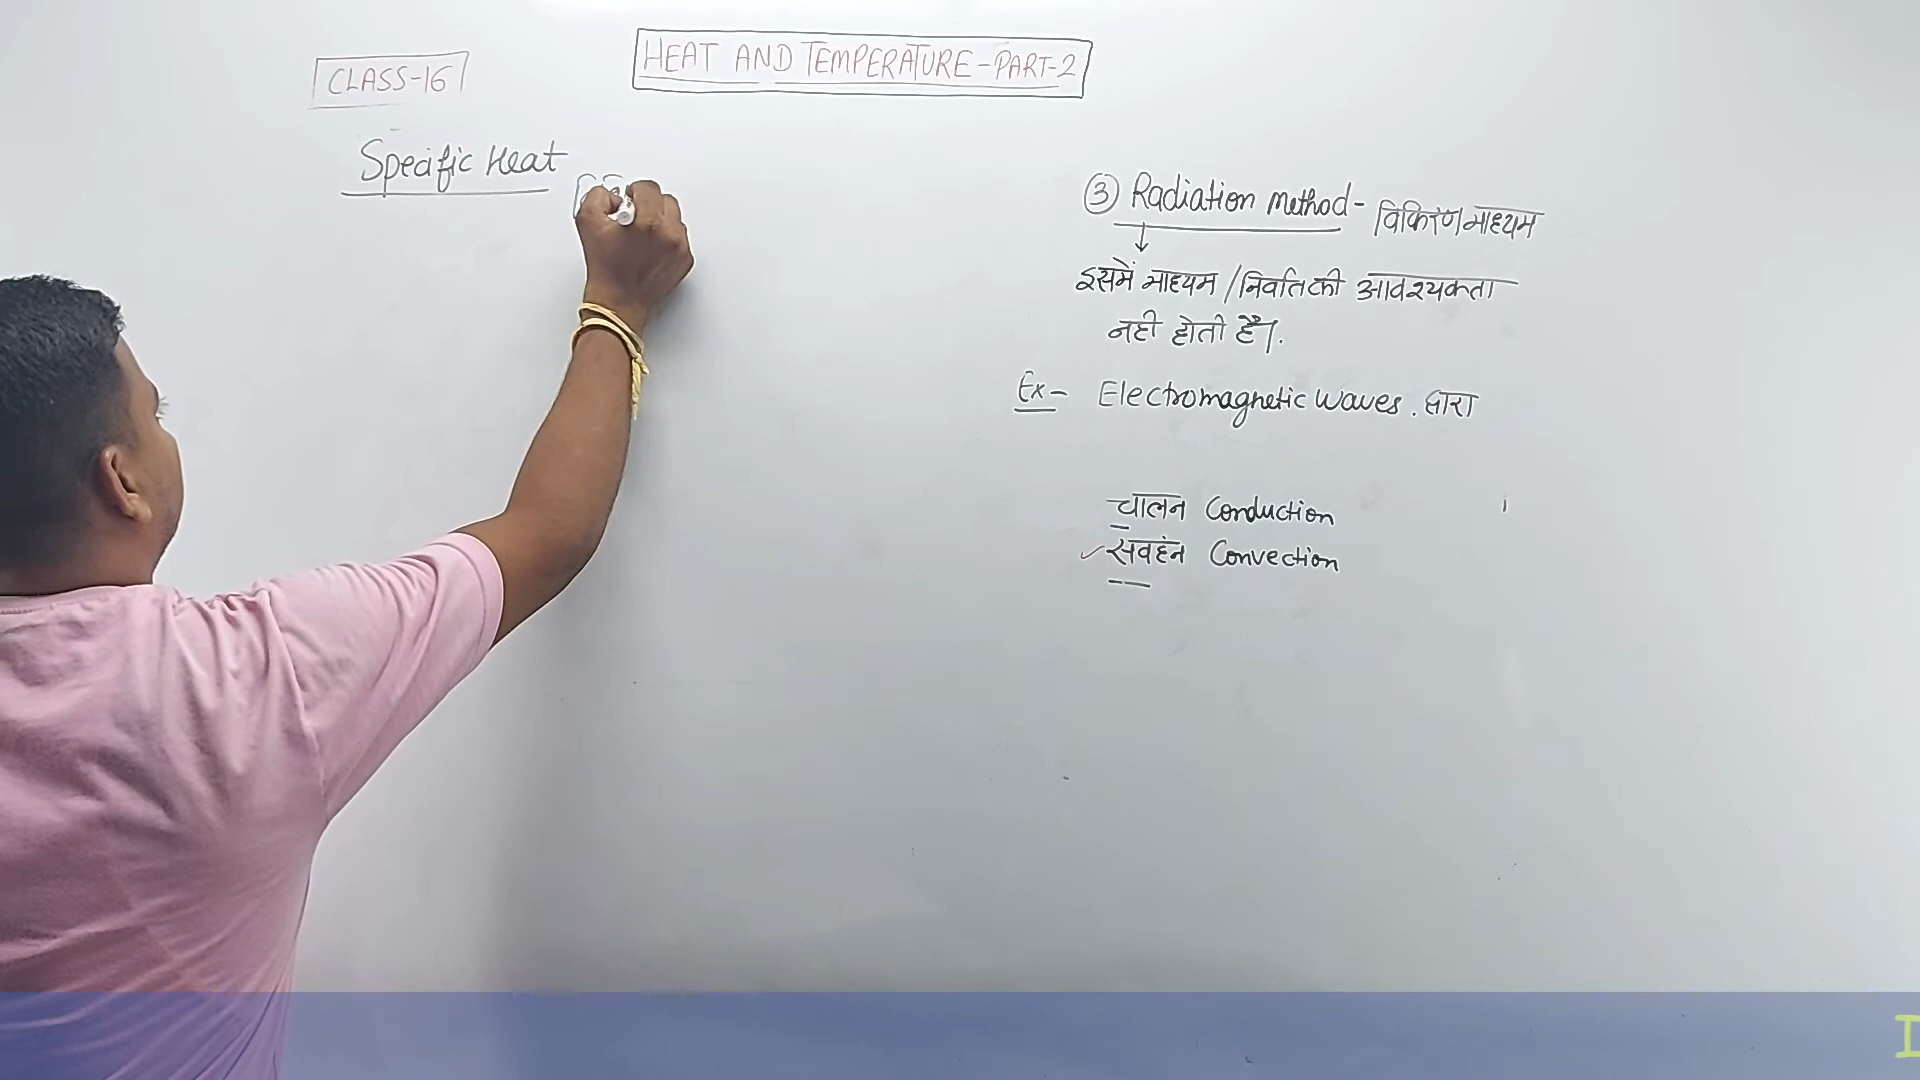 CLASS-16
HEAT AND TEMPERATURE-PART-2
Specific Heat
③ Radiation method- विकिरण माध्यम
↓
इसमें माध्यम / निर्वात की आवश्यकता
नही होती है।.
Ex- Electromagnetic Waves. द्वारा
चालन Conduction
✓ सवहंन Convection